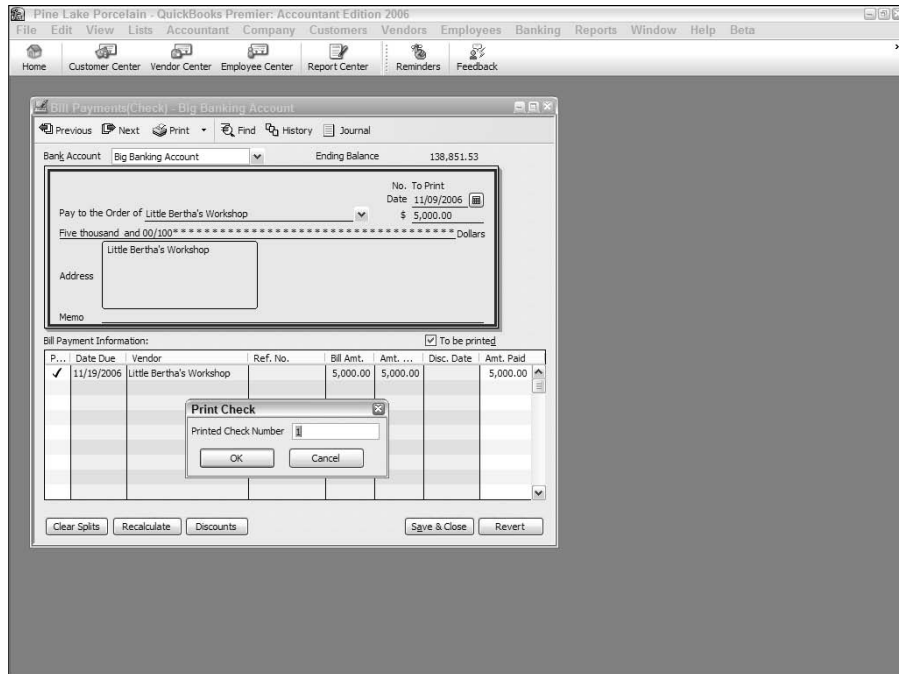 Pine Lake Porcelain - QuickBooks Premier: Accountant Edition 2006
File Edit View Lists Accountant Company Customers Vendors Employees Banking Reports Window Help Beta
Home Customer Center Vendor Center Employee Center Report Center Reminders Feedback
Bill Payments(Check) - Big Banking Account
Previous Next Print Find History Journal
Bank Account Big Banking Account Ending Balance 138,851.53
No. To Print
Date 11/09/2006
Pay to the Order of Little Bertha's Workshop $ 5,000.00
Five thousand and 00/100* * * * * * * * * * * * * * * * * * * * * * * * * * * * * * * * * * * * * * * Dollars
Little Bertha's Workshop
Address
Memo
Bill Payment Information: To be printed
P... Date Due Vendor Ref. No. Bill Amt. Amt. ... Disc. Date Amt. Paid
11/19/2006 Little Bertha's Workshop 5,000.00 5,000.00 5,000.00
Print Check
Printed Check Number 1
OK Cancel
Clear Splits Recalculate Discounts Save & Close Revert